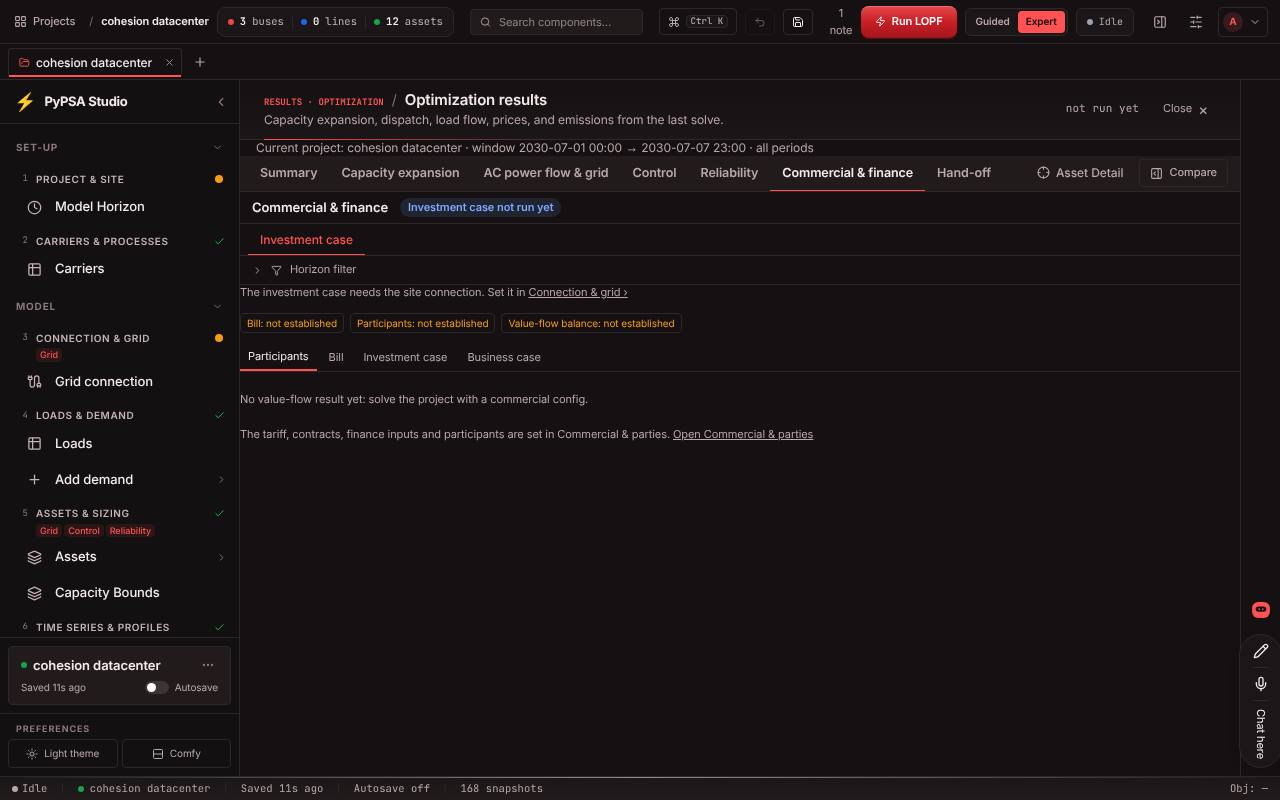 Projects / cohesion datacenter 3 buses 0 lines 12 assets Search components... ⌘ Ctrl K 1 note Run LOPF Guided Expert Idle A
cohesion datacenter × +
⚡ PyPSA Studio
SET-UP
1 PROJECT & SITE
Model Horizon
2 CARRIERS & PROCESSES
Carriers
MODEL
3 CONNECTION & GRID
Grid
Grid connection
4 LOADS & DEMAND
Loads
Add demand
5 ASSETS & SIZING
Grid Control Reliability
Assets
Capacity Bounds
6 TIME SERIES & PROFILES
cohesion datacenter ...
Saved 11s ago Autosave
PREFERENCES
Light theme Comfy
RESULTS · OPTIMIZATION / Optimization results
Capacity expansion, dispatch, load flow, prices, and emissions from the last solve.
not run yet Close ×
Current project: cohesion datacenter · window 2030-07-01 00:00 → 2030-07-07 23:00 · all periods
Summary Capacity expansion AC power flow & grid Control Reliability Commercial & finance Hand-off Asset Detail Compare
Commercial & finance Investment case not run yet
Investment case
Horizon filter
The investment case needs the site connection. Set it in Connection & grid ›
Bill: not established Participants: not established Value-flow balance: not established
Participants Bill Investment case Business case
No value-flow result yet: solve the project with a commercial config.
The tariff, contracts, finance inputs and participants are set in Commercial & parties. Open Commercial & parties
Chat here
Idle cohesion datacenter Saved 11s ago Autosave off 168 snapshots Obj: —